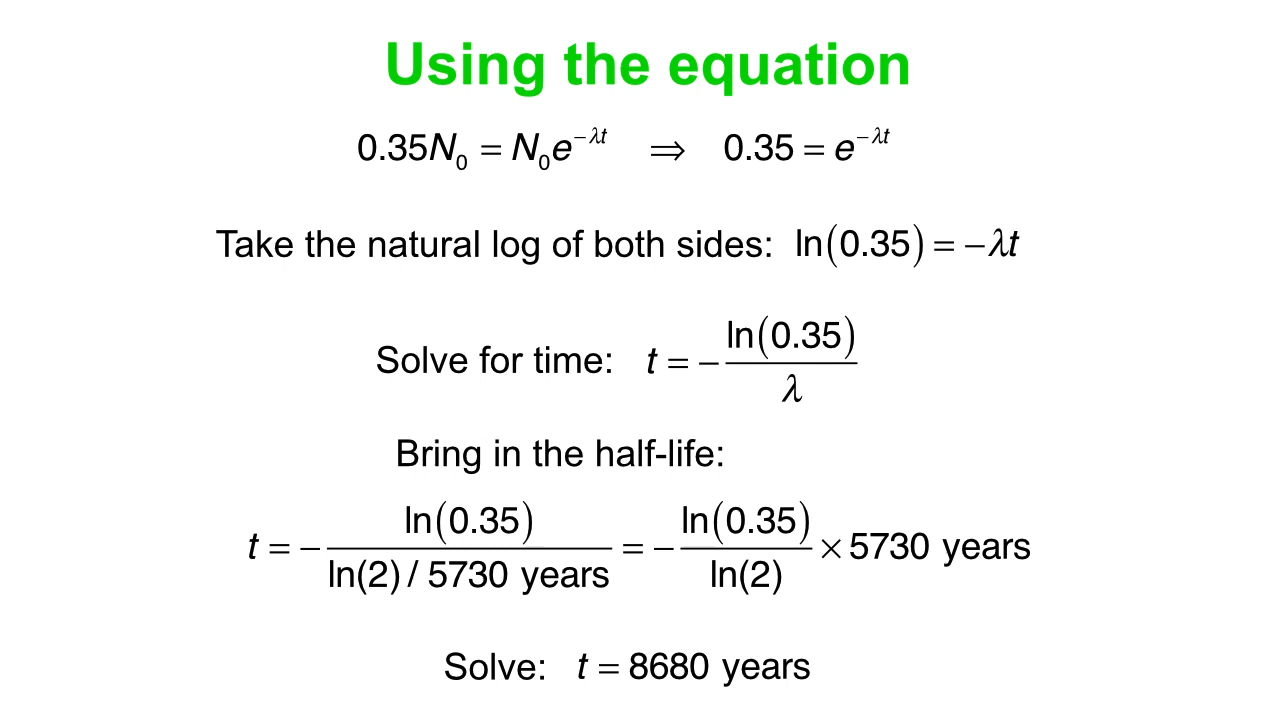 Using the equation
0.35N₀ = N₀e^(−λt) ⇒ 0.35 = e^(−λt)
Take the natural log of both sides: ln(0.35) = −λt
Solve for time: t = − ln(0.35) / λ
Bring in the half-life:
t = − ln(0.35) / (ln(2) / 5730 years) = − ln(0.35) / ln(2) × 5730 years
Solve: t = 8680 years